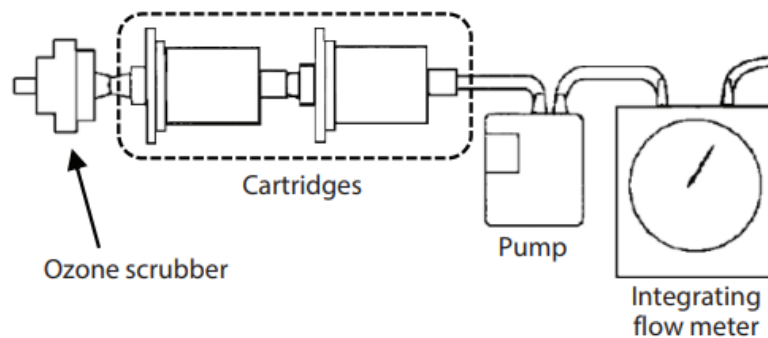 Cartridges
Ozone scrubber
Pump
Integrating
flow meter